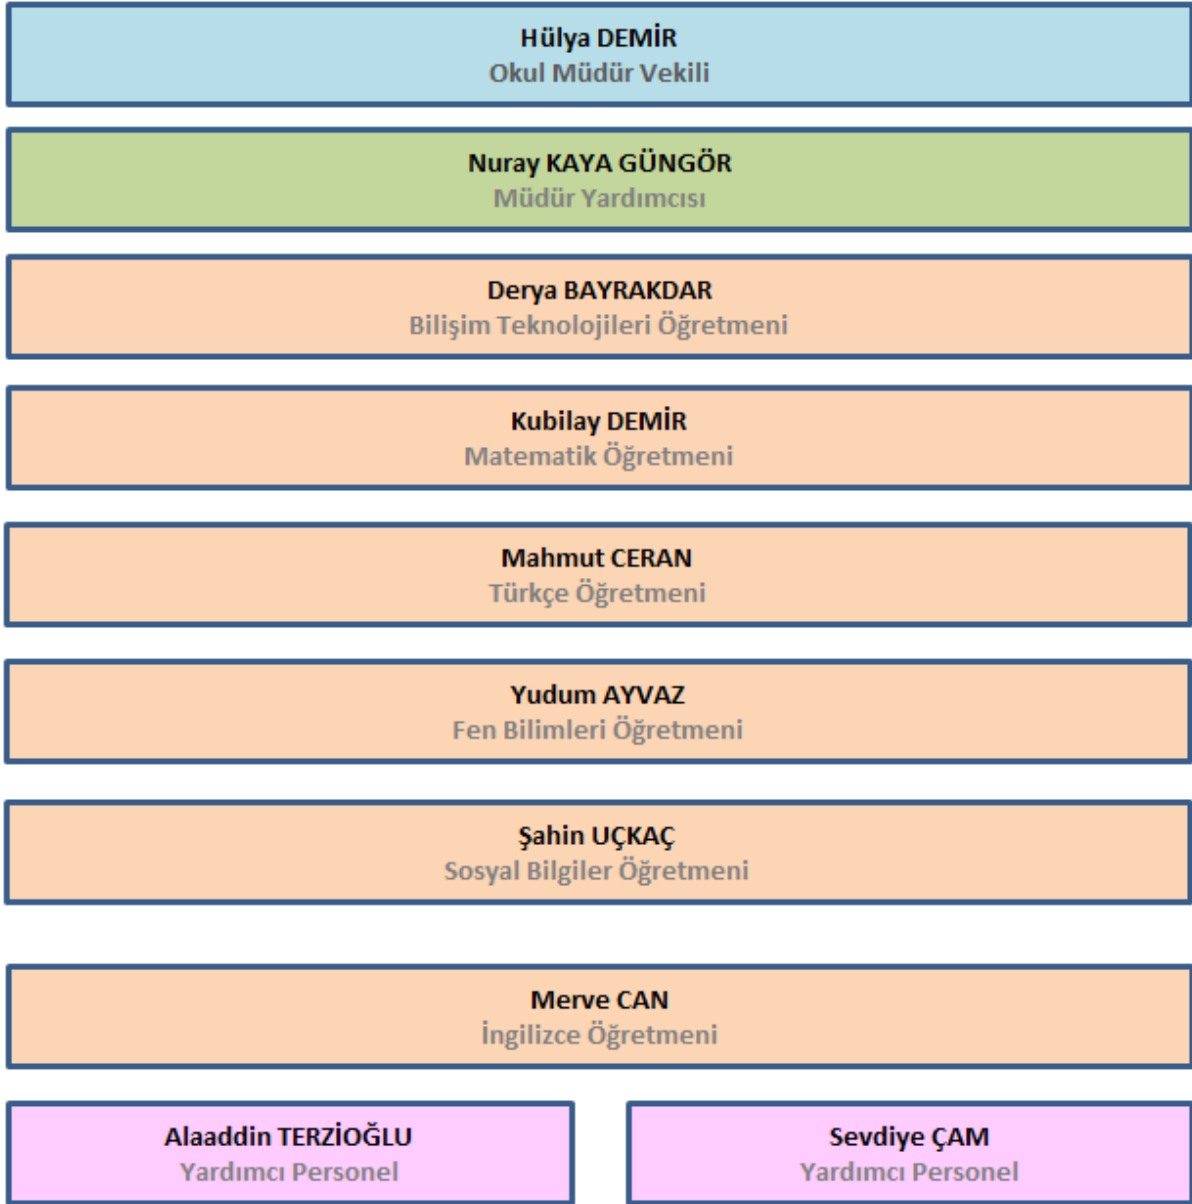 Hülya DEMİR
Okul Müdür Vekili
Nuray KAYA GÜNGÖR
Müdür Yardımcısı
Derya BAYRAKDAR
Bilişim Teknolojileri Öğretmeni
Kubilay DEMİR
Matematik Öğretmeni
Mahmut CERAN
Türkçe Öğretmeni
Yudum AYVAZ
Fen Bilimleri Öğretmeni
Şahin UÇKAÇ
Sosyal Bilgiler Öğretmeni
Merve CAN
İngilizce Öğretmeni
Alaaddin TERZİOĞLU
Yardımcı Personel
Sevdiye ÇAM
Yardımcı Personel